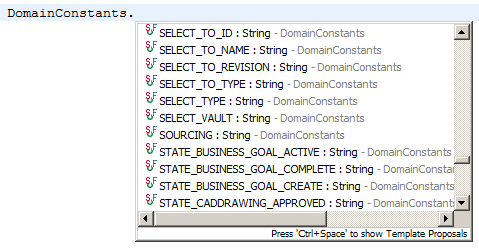 DomainConstants.
SELECT_TO_ID : String - DomainConstants
SELECT_TO_NAME : String - DomainConstants
SELECT_TO_REVISION : String - DomainConstants
SELECT_TO_TYPE : String - DomainConstants
SELECT_TYPE : String - DomainConstants
SELECT_VAULT : String - DomainConstants
SOURCING : String - DomainConstants
STATE_BUSINESS_GOAL_ACTIVE : String - DomainConstants
STATE_BUSINESS_GOAL_COMPLETE : String - DomainConstants
STATE_BUSINESS_GOAL_CREATE : String - DomainConstants
STATE_CADDRAWING_APPROVED : String - DomainConstants
Press 'Ctrl+Space' to show Template Proposals